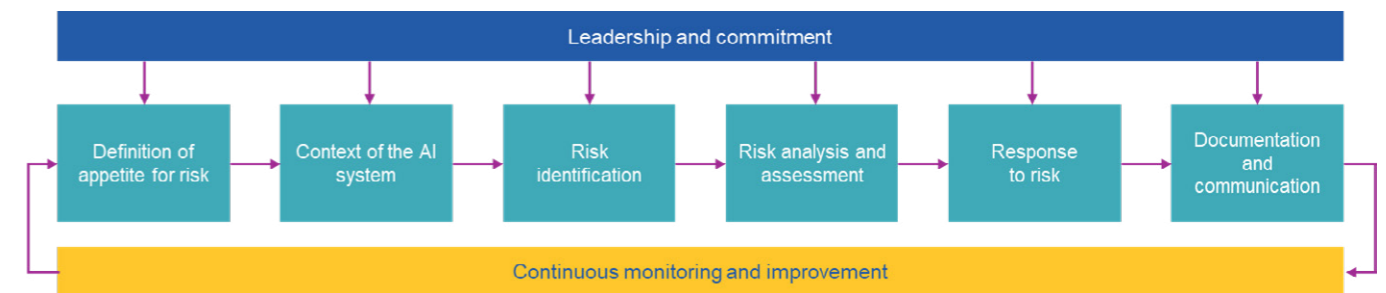 Leadership and commitment
Definition of
appetite for risk
Context of the AI
system
Risk
identification
Risk analysis and
assessment
Response
to risk
Documentation
and
communication
Continuous monitoring and improvement